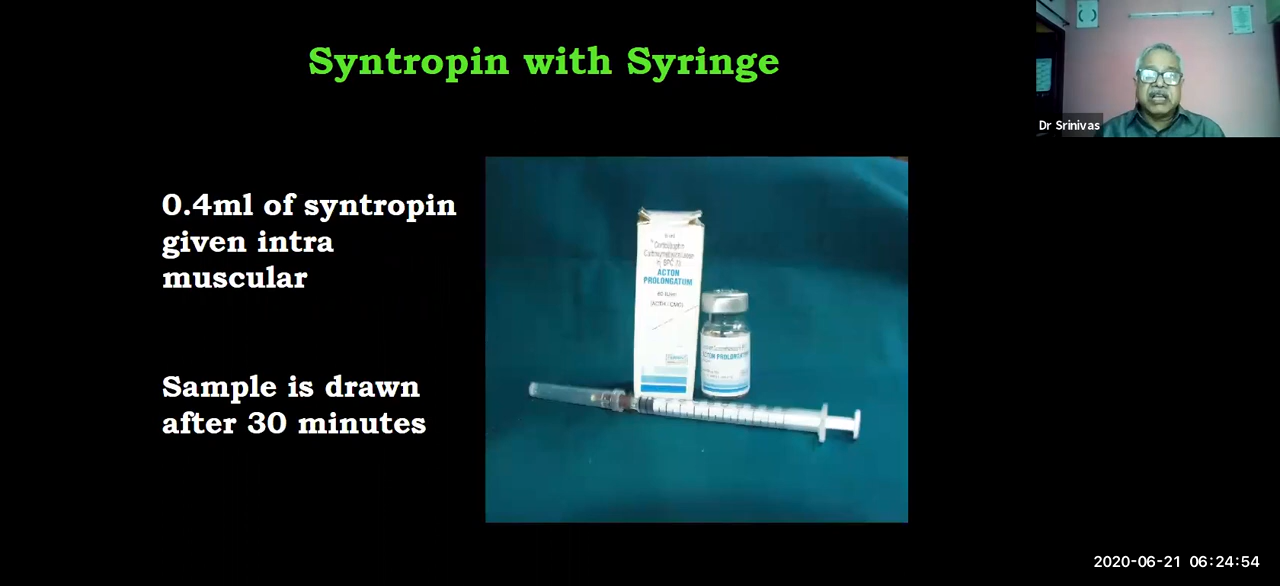 Syntropin with Syringe
Dr Srinivas
0.4ml of syntropin
given intra
muscular
Sample is drawn
after 30 minutes
ACTON
PROLONGATUM
ACTON PROLONGATUM
2020-06-21 06:24:54